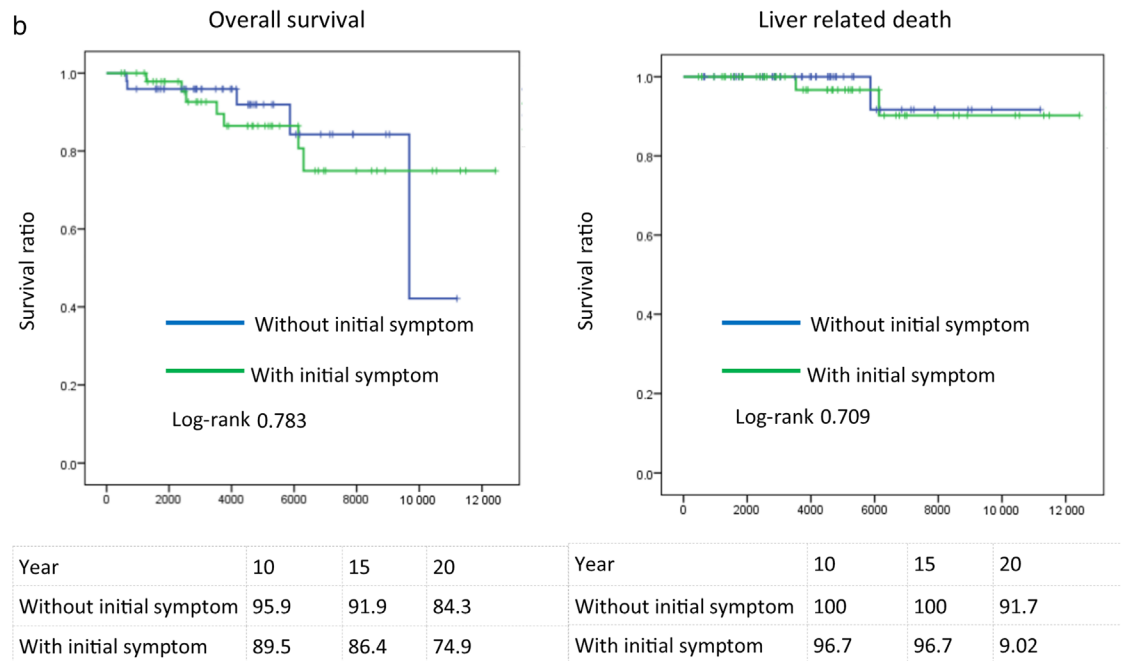 b
Overall survival
Survival ratio
1.0
0.8
0.6
0.4
0.2
0.0
Without initial symptom
With initial symptom
Log-rank 0.783
0 2000 4000 6000 8000 10 000 12 000
Year 10 15 20
Without initial symptom 95.9 91.9 84.3
With initial symptom 89.5 86.4 74.9
Liver related death
Survival ratio
1.0
0.8
0.6
0.4
0.2
0.0
Without initial symptom
With initial symptom
Log-rank 0.709
0 2000 4000 6000 8000 10 000 12 000
Year 10 15 20
Without initial symptom 100 100 91.7
With initial symptom 96.7 96.7 9.02